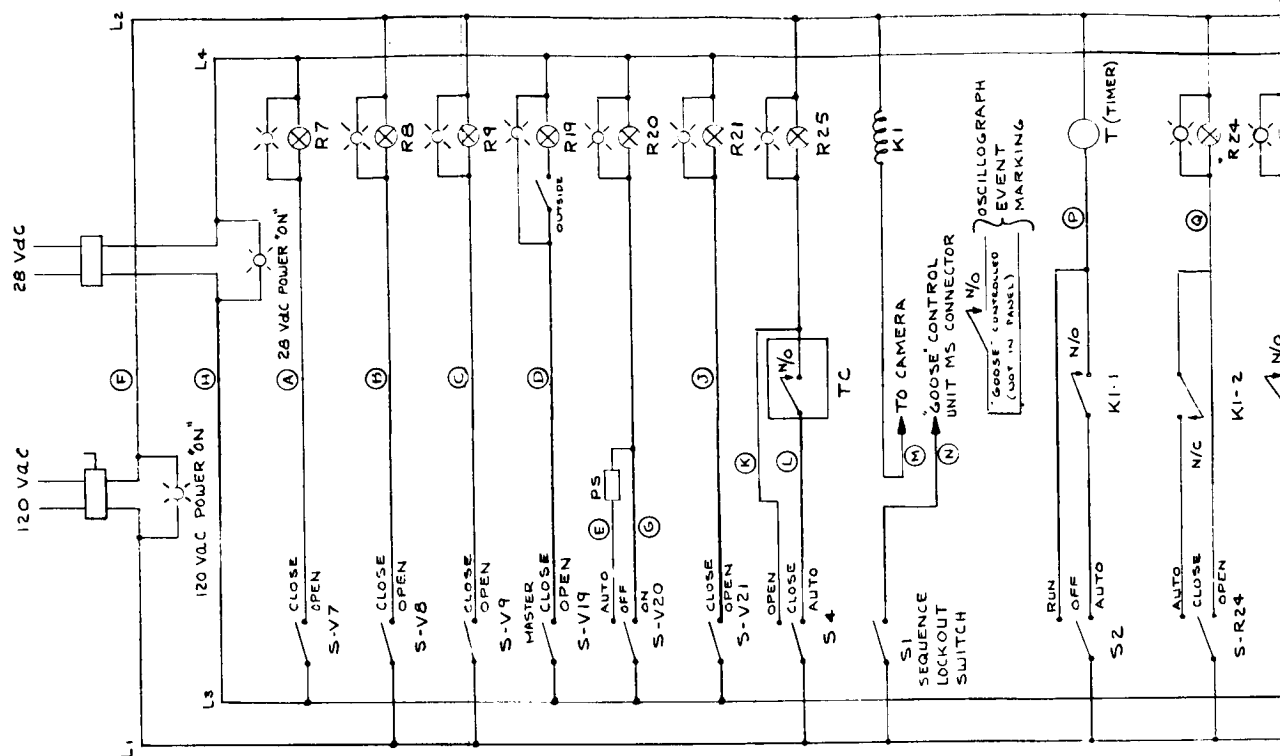 L2
L4
28 VdC
120 VaC
F
H
120 VaC POWER "ON"
28 VdC POWER "ON"
A
CLOSE
OPEN
S-V7
R7
H
CLOSE
OPEN
S-V8
R8
C
CLOSE
OPEN
S-V9
R9
D
MASTER
CLOSE
OPEN
S-V19
OUTSIDE
R19
E
PS
G
AUTO
OFF
ON
S-V20
R20
J
CLOSE
OPEN
S-V21
R21
K
L
OPEN
CLOSE
AUTO
S4
N/O
TC
R25
S1
SEQUENCE
LOCKOUT
SWITCH
M
N
TO CAMERA
"GOOSE" CONTROL
UNIT MS CONNECTOR
K1
N/O
"GOOSE" CONTROLLED
(NOT IN PANEL)
OSCILLOGRAPH
EVENT
MARKING
RUN
OFF
AUTO
S2
N/O
K1-1
P
T (TIMER)
AUTO
CLOSE
OPEN
S-R24
N/C
K1-2
Q
R24
N/O
L3
L1